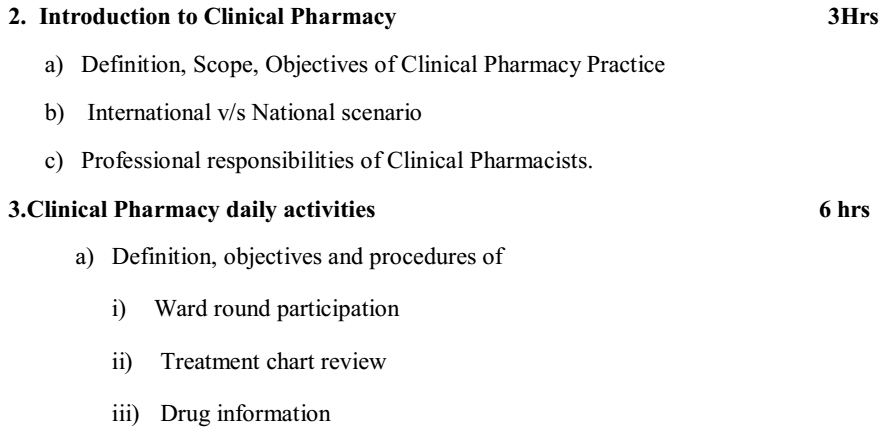 2. Introduction to Clinical Pharmacy 3Hrs
a) Definition, Scope, Objectives of Clinical Pharmacy Practice
b) International v/s National scenario
c) Professional responsibilities of Clinical Pharmacists.
3.Clinical Pharmacy daily activities 6 hrs
a) Definition, objectives and procedures of
i) Ward round participation
ii) Treatment chart review
iii) Drug information